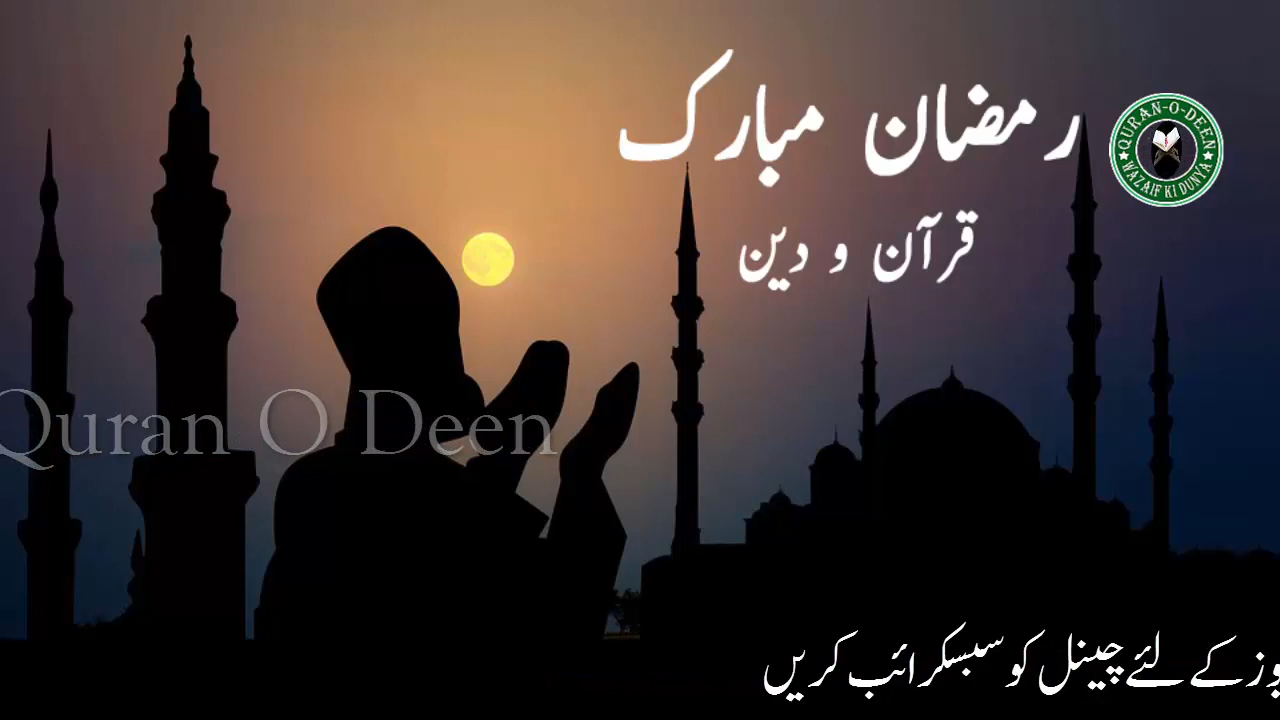 رمضان مبارک
QURAN-O-DEEN
WAZAIF KI DUNYA
قرآن و دین
Quran O Deen
کے لئے چینل کو سبسکرائب کریں